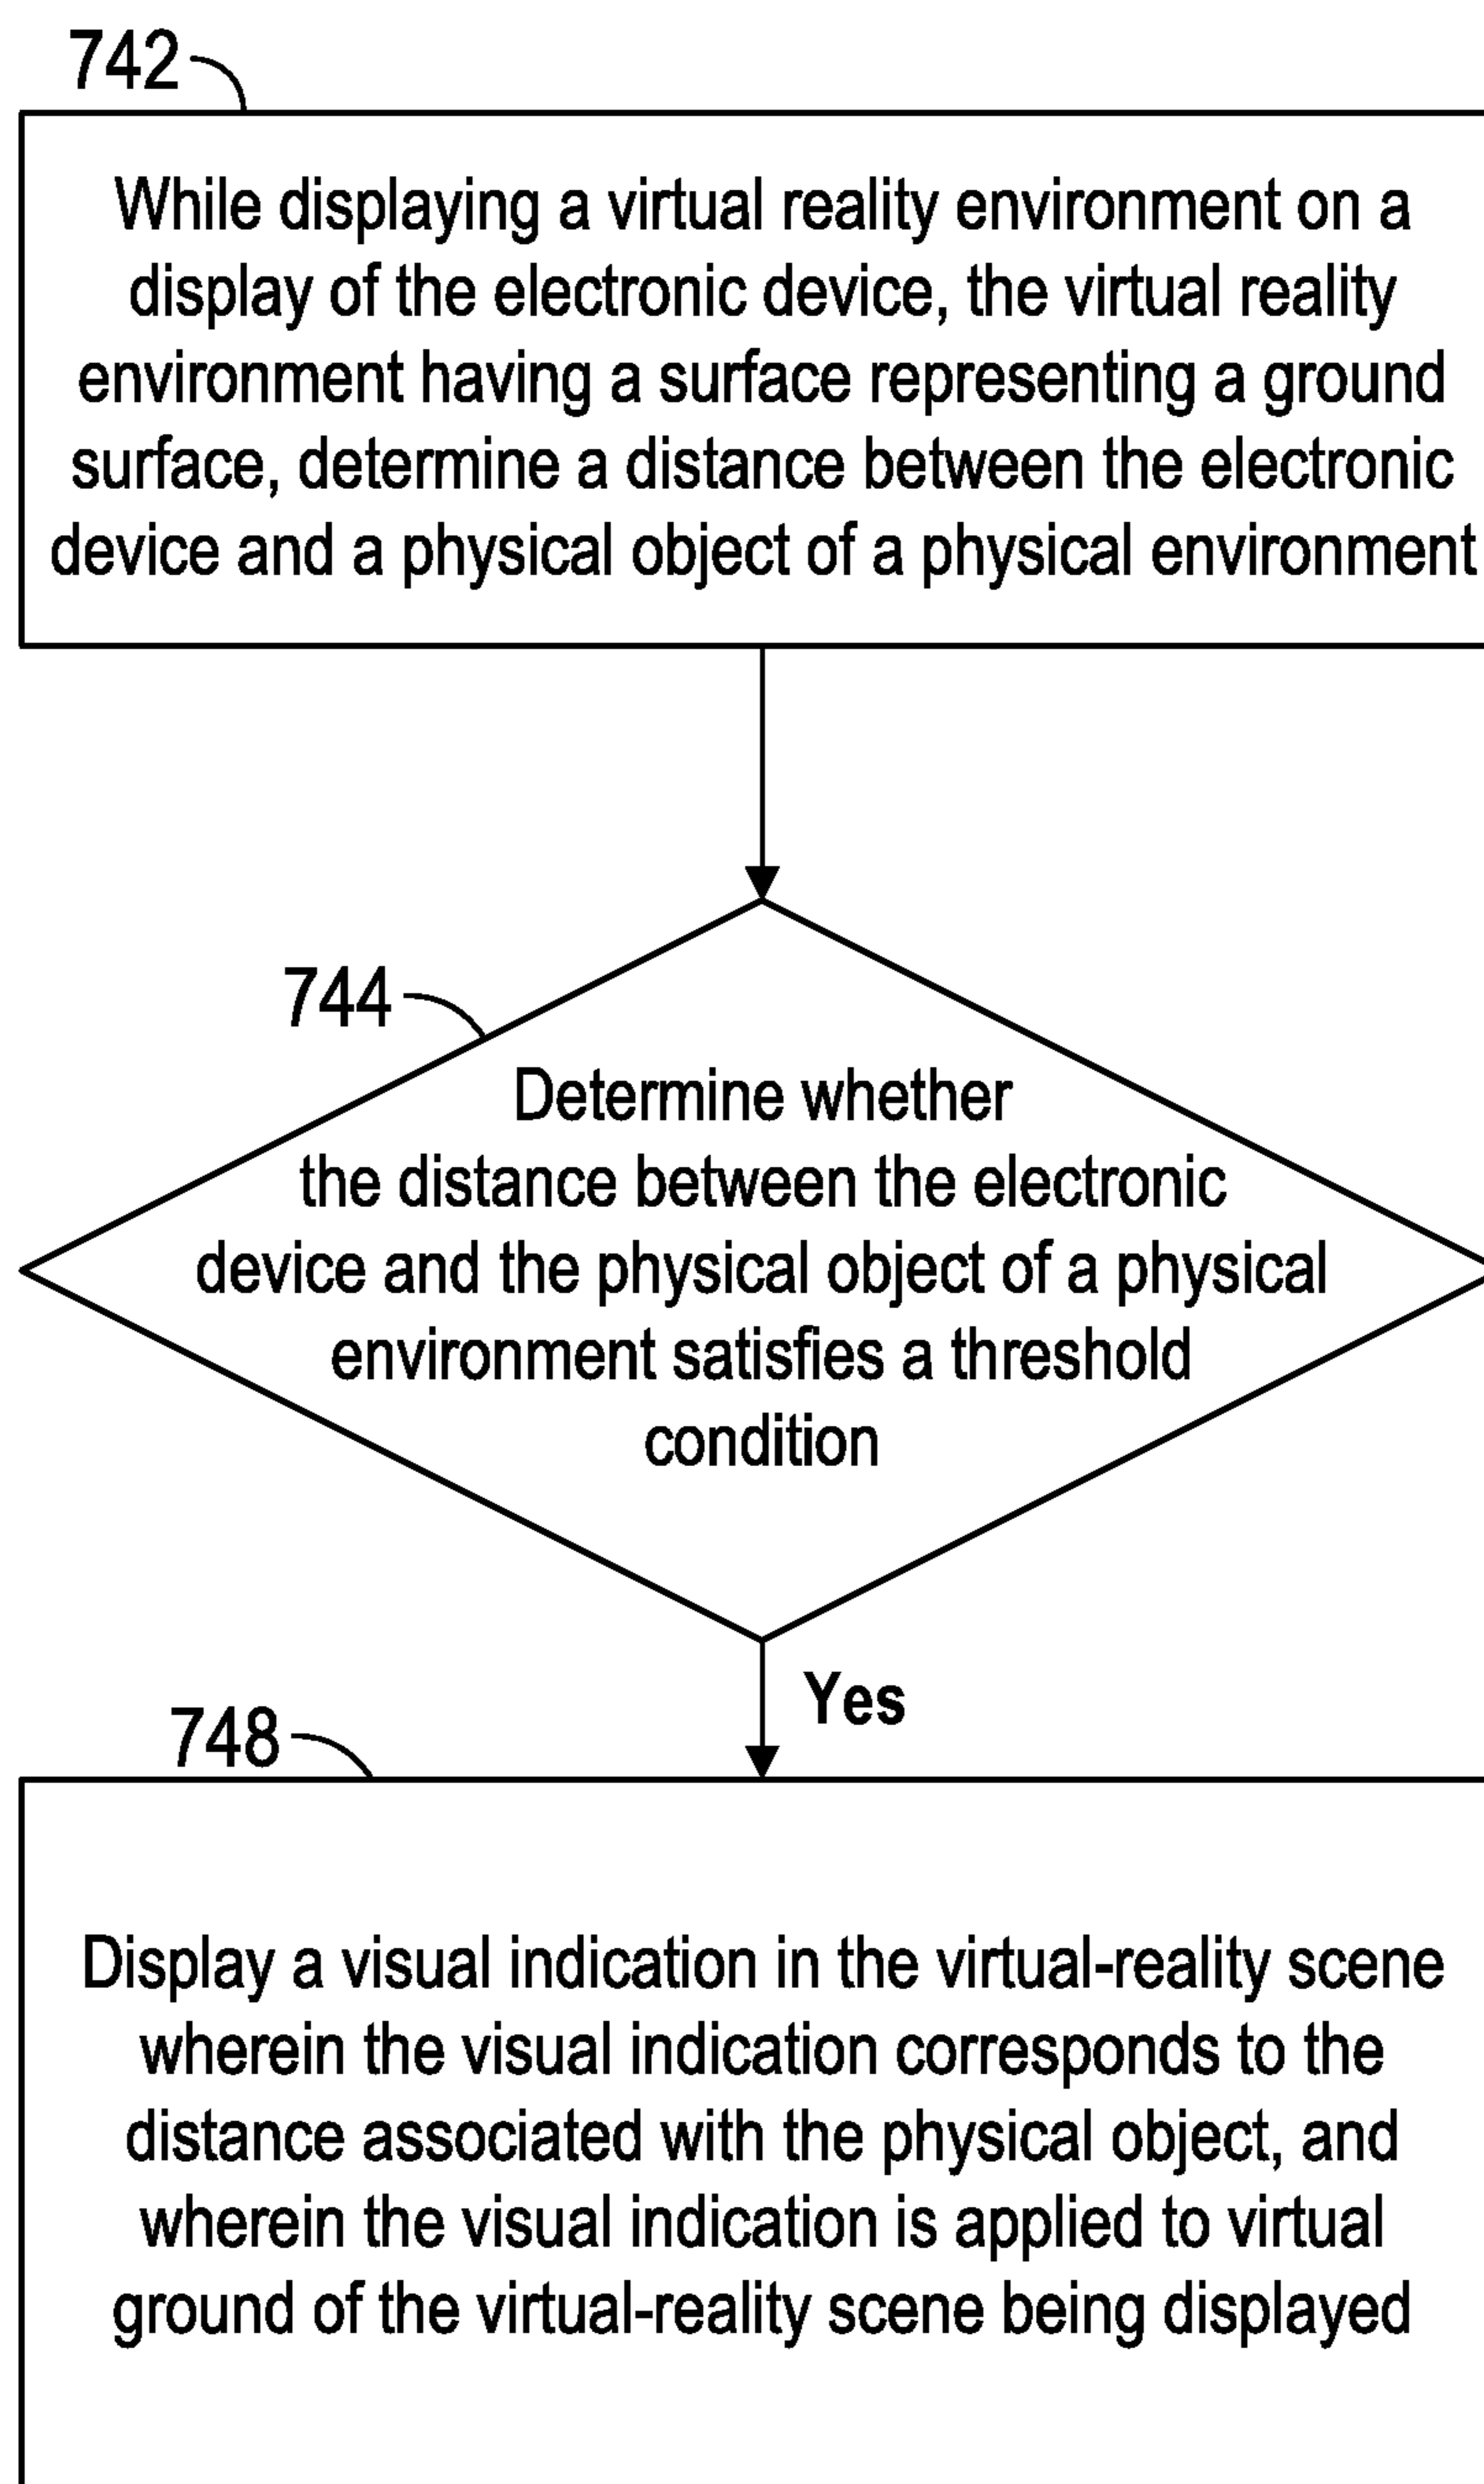 742
While displaying a virtual reality environment on a
display of the electronic device, the virtual reality
environment having a surface representing a ground
surface, determine a distance between the electronic
device and a physical object of a physical environment
744
Determine whether
the distance between the electronic
device and the physical object of a physical
environment satisfies a threshold
condition
Yes
748
Display a visual indication in the virtual-reality scene
wherein the visual indication corresponds to the
distance associated with the physical object, and
wherein the visual indication is applied to virtual
ground of the virtual-reality scene being displayed